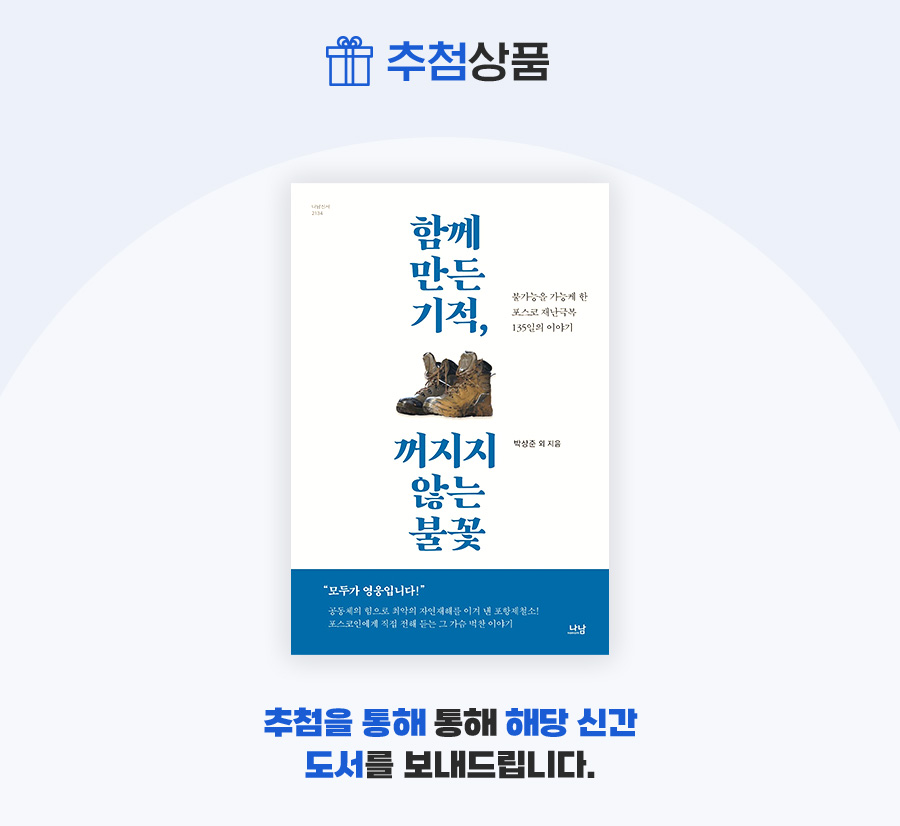 추첨상품
나남신서
2134
함께
만든
기적,
불가능을 가능케 한
포스코 재난극복
135일의 이야기
꺼지지
않는
불꽃
박상준 외 지음
“모두가 영웅입니다!”
공동체의 힘으로 최악의 자연재해를 이겨 낸 포항제철소!
포스코인에게 직접 전해 듣는 그 가슴 벅찬 이야기
나남
추첨을 통해 통해 해당 신간
도서를 보내드립니다.